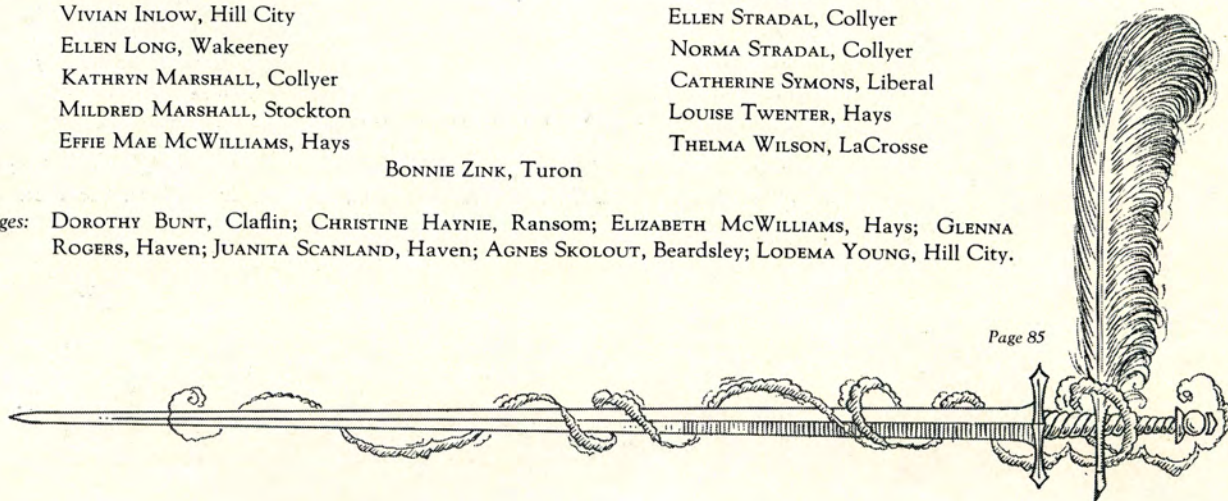 VIVIAN INLOW, Hill City
ELLEN LONG, Wakeeney
KATHRYN MARSHALL, Collyer
MILDRED MARSHALL, Stockton
EFFIE MAE MCWILLIAMS, Hays
ELLEN STRADAL, Collyer
NORMA STRADAL, Collyer
CATHERINE SYMONS, Liberal
LOUISE TWENTER, Hays
THELMA WILSON, LaCrosse
BONNIE ZINK, Turon
DOROTHY BUNT, Claflin; CHRISTINE HAYNIE, Ransom; ELIZABETH MCWILLIAMS, Hays; GLENNA
ROGERS, Haven; JUANITA SCANLAND, Haven; AGNES SKOLOUT, Beardsley; LODEMA YOUNG, Hill City.
Page 85